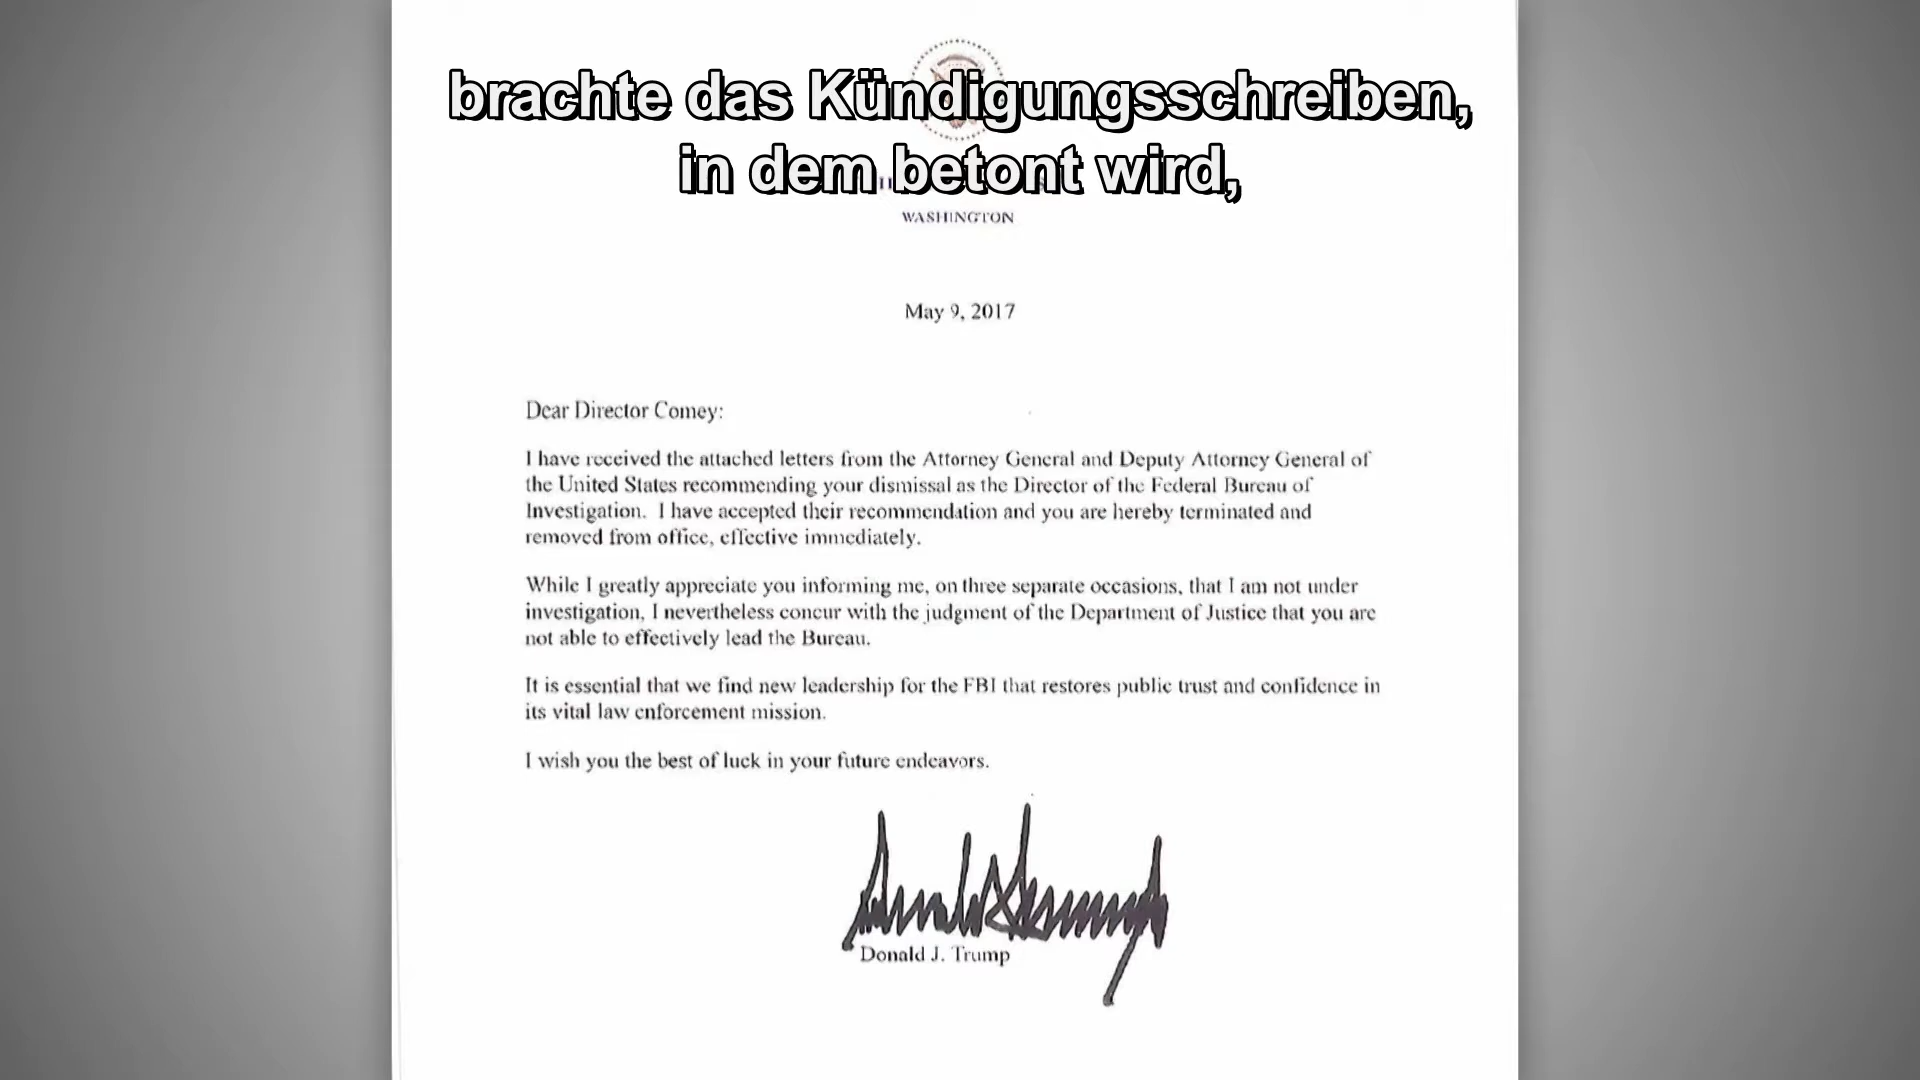 brachte das Kündigungsschreiben,
in dem betont wird,
WASHINGTON
May 9, 2017
Dear Director Comey:
I have received the attached letters from the Attorney General and Deputy Attorney General of
the United States recommending your dismissal as the Director of the Federal Bureau of
Investigation. I have accepted their recommendation and you are hereby terminated and
removed from office, effective immediately.
While I greatly appreciate you informing me, on three separate occasions, that I am not under
investigation, I nevertheless concur with the judgment of the Department of Justice that you are
not able to effectively lead the Bureau.
It is essential that we find new leadership for the FBI that restores public trust and confidence in
its vital law enforcement mission.
I wish you the best of luck in your future endeavors.
Donald J. Trump